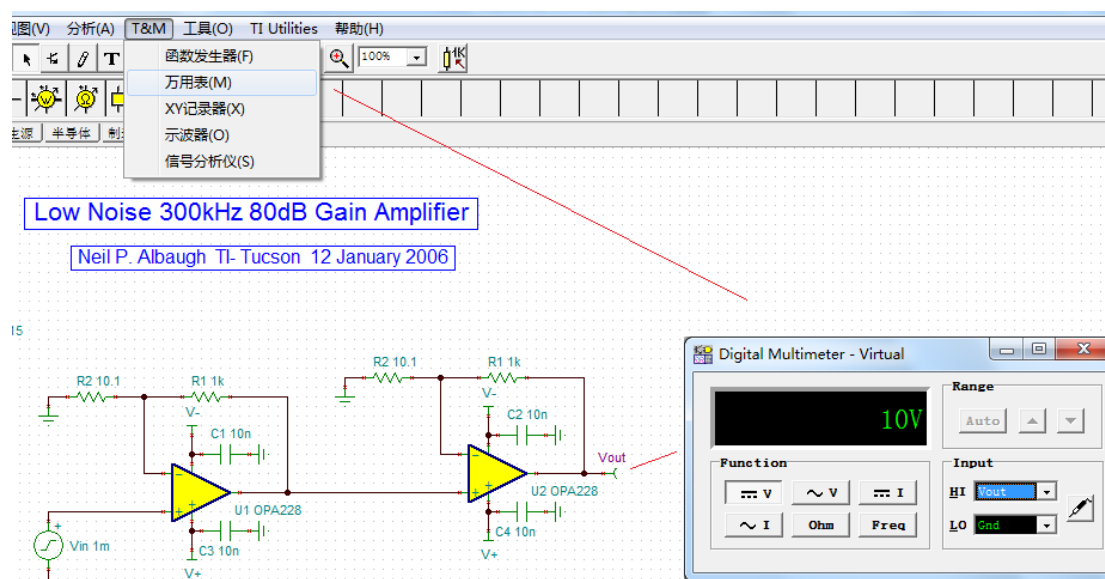 视图(V) 分析(A) T&M 工具(O) TI Utilities 帮助(H)
T 100% 1K
函数发生器(F)
万用表(M)
XY记录器(X)
示波器(O)
信号分析仪(S)
半导体
Low Noise 300kHz 80dB Gain Amplifier
Neil P. Albaugh TI- Tucson 12 January 2006
15
R2 10.1 R1 1k
V-
C1 10n
U1 OPA228
C3 10n
V+
Vin 1m
R2 10.1 R1 1k
V-
C2 10n
Vout
U2 OPA228
C4 10n
V+
Digital Multimeter - Virtual
10V
Range
Auto
Function
V
V
I
I
Ohm
Freq
Input
HI Vout
LO Gnd